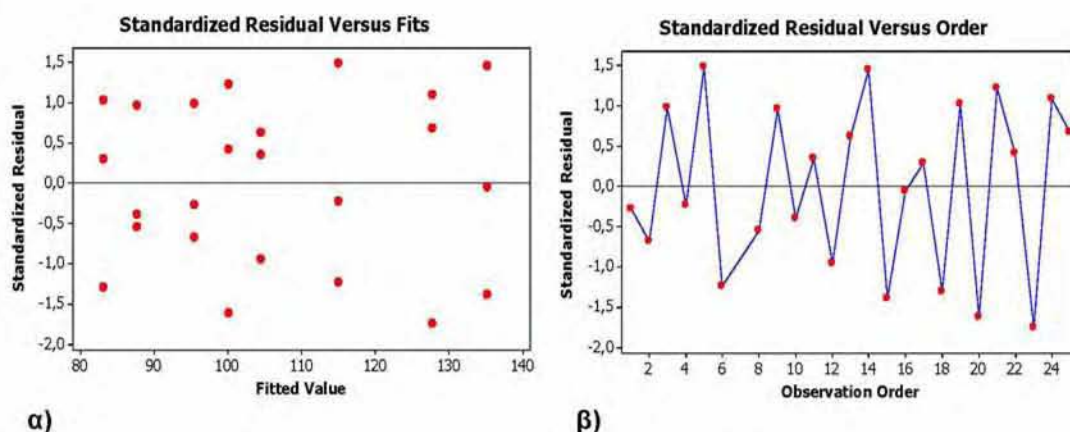 Standardized Residual Versus Fits
Standardized Residual
1,5
1,0
0,5
0,0
-0,5
-1,0
-1,5
-2,0
80 90 100 110 120 130 140
Fitted Value
α)
Standardized Residual Versus Order
Standardized Residual
1,5
1,0
0,5
0,0
-0,5
-1,0
-1,5
-2,0
2 4 6 8 10 12 14 16 18 20 22 24
Observation Order
β)